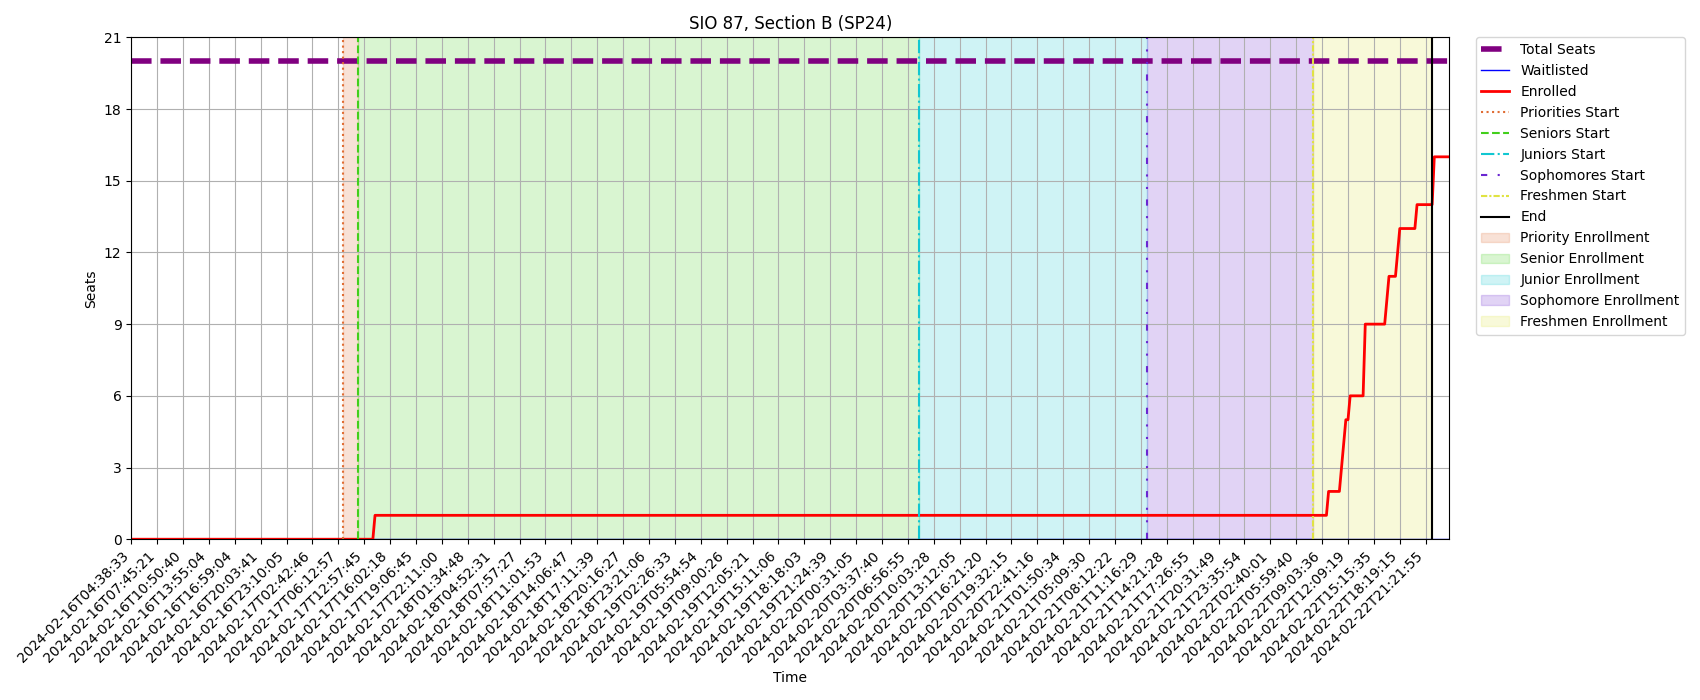 SIO 87, Section B (SP24)
21
18
15
12
9
6
3
0
Seats
2024-02-16T04:38:33
2024-02-16T07:45:21
2024-02-16T10:50:40
2024-02-16T13:55:04
2024-02-16T16:59:04
2024-02-16T20:03:41
2024-02-16T23:10:05
2024-02-17T02:42:46
2024-02-17T06:12:57
2024-02-17T12:57:45
2024-02-17T16:02:18
2024-02-17T19:06:45
2024-02-17T22:11:00
2024-02-18T01:34:48
2024-02-18T04:52:31
2024-02-18T07:57:27
2024-02-18T11:01:53
2024-02-18T14:06:47
2024-02-18T17:11:39
2024-02-18T20:16:27
2024-02-18T23:21:06
2024-02-19T02:26:33
2024-02-19T05:54:54
2024-02-19T09:00:26
2024-02-19T12:05:21
2024-02-19T15:11:06
2024-02-19T18:18:03
2024-02-19T21:24:39
2024-02-20T00:31:05
2024-02-20T03:37:40
2024-02-20T06:56:55
2024-02-20T10:03:28
2024-02-20T13:12:05
2024-02-20T16:21:20
2024-02-20T19:32:15
2024-02-20T22:41:16
2024-02-21T01:50:34
2024-02-21T05:09:30
2024-02-21T08:12:22
2024-02-21T11:16:29
2024-02-21T14:21:28
2024-02-21T17:26:55
2024-02-21T20:31:49
2024-02-21T23:35:54
2024-02-22T02:40:01
2024-02-22T05:59:40
2024-02-22T09:03:36
2024-02-22T12:09:19
2024-02-22T15:15:35
2024-02-22T18:19:15
2024-02-22T21:21:55
Time
Total Seats
Waitlisted
Enrolled
Priorities Start
Seniors Start
Juniors Start
Sophomores Start
Freshmen Start
End
Priority Enrollment
Senior Enrollment
Junior Enrollment
Sophomore Enrollment
Freshmen Enrollment